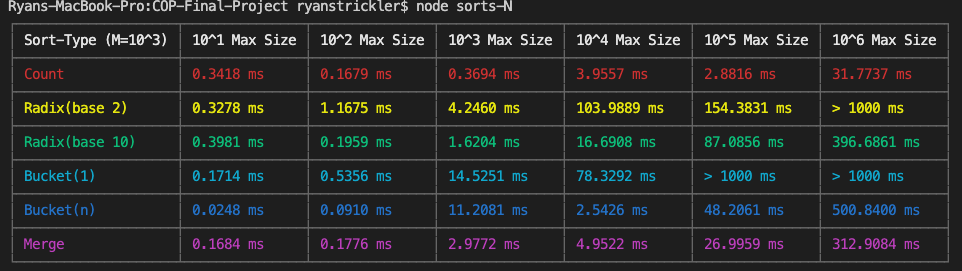 Ryans-MacBook-Pro:COP-Final-Project ryanstrickler$ node sorts-N
Sort-Type (M=10^3) 10^1 Max Size 10^2 Max Size 10^3 Max Size 10^4 Max Size 10^5 Max Size 10^6 Max Size
Count 0.3418 ms 0.1679 ms 0.3694 ms 3.9557 ms 2.8816 ms 31.7737 ms
Radix(base 2) 0.3278 ms 1.1675 ms 4.2460 ms 103.9889 ms 154.3831 ms > 1000 ms
Radix(base 10) 0.3981 ms 0.1959 ms 1.6204 ms 16.6908 ms 87.0856 ms 396.6861 ms
Bucket(1) 0.1714 ms 0.5356 ms 14.5251 ms 78.3292 ms > 1000 ms > 1000 ms
Bucket(n) 0.0248 ms 0.0910 ms 11.2081 ms 2.5426 ms 48.2061 ms 500.8400 ms
Merge 0.1684 ms 0.1776 ms 2.9772 ms 4.9522 ms 26.9959 ms 312.9084 ms